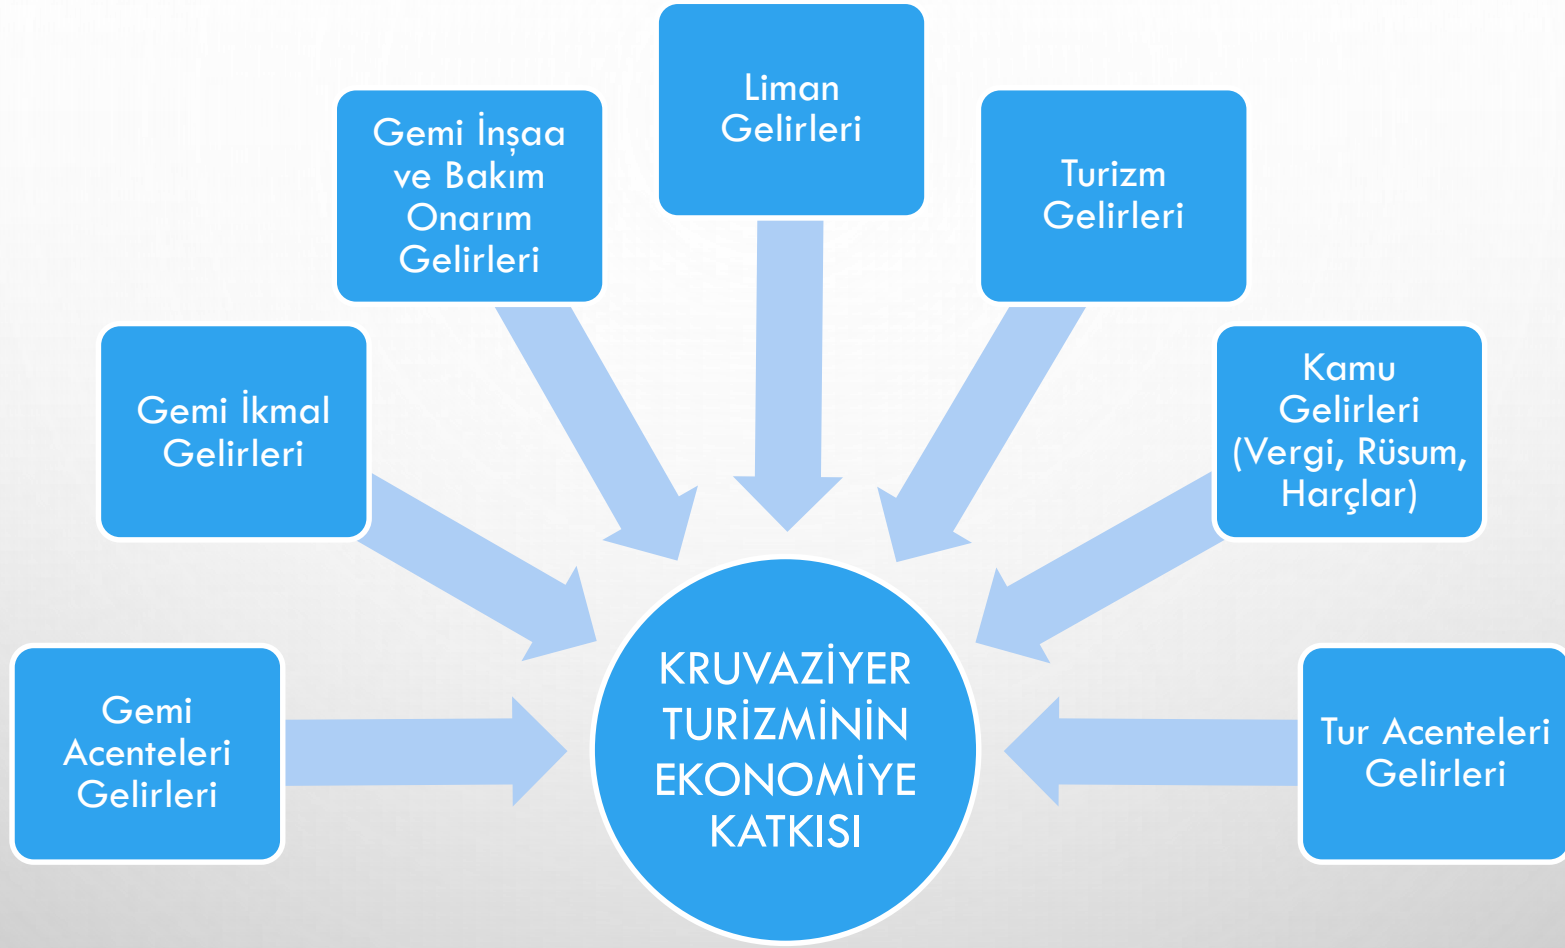 Liman
Gelirleri
Gemi İnşaa
ve Bakım
Onarım
Gelirleri
Turizm
Gelirleri
Gemi İkmal
Gelirleri
Kamu
Gelirleri
(Vergi, Rüsum,
Harçlar)
Gemi
Acenteleri
Gelirleri
KRUVAZİYER
TURİZMİNİN
EKONOMİYE
KATKISI
Tur Acenteleri
Gelirleri